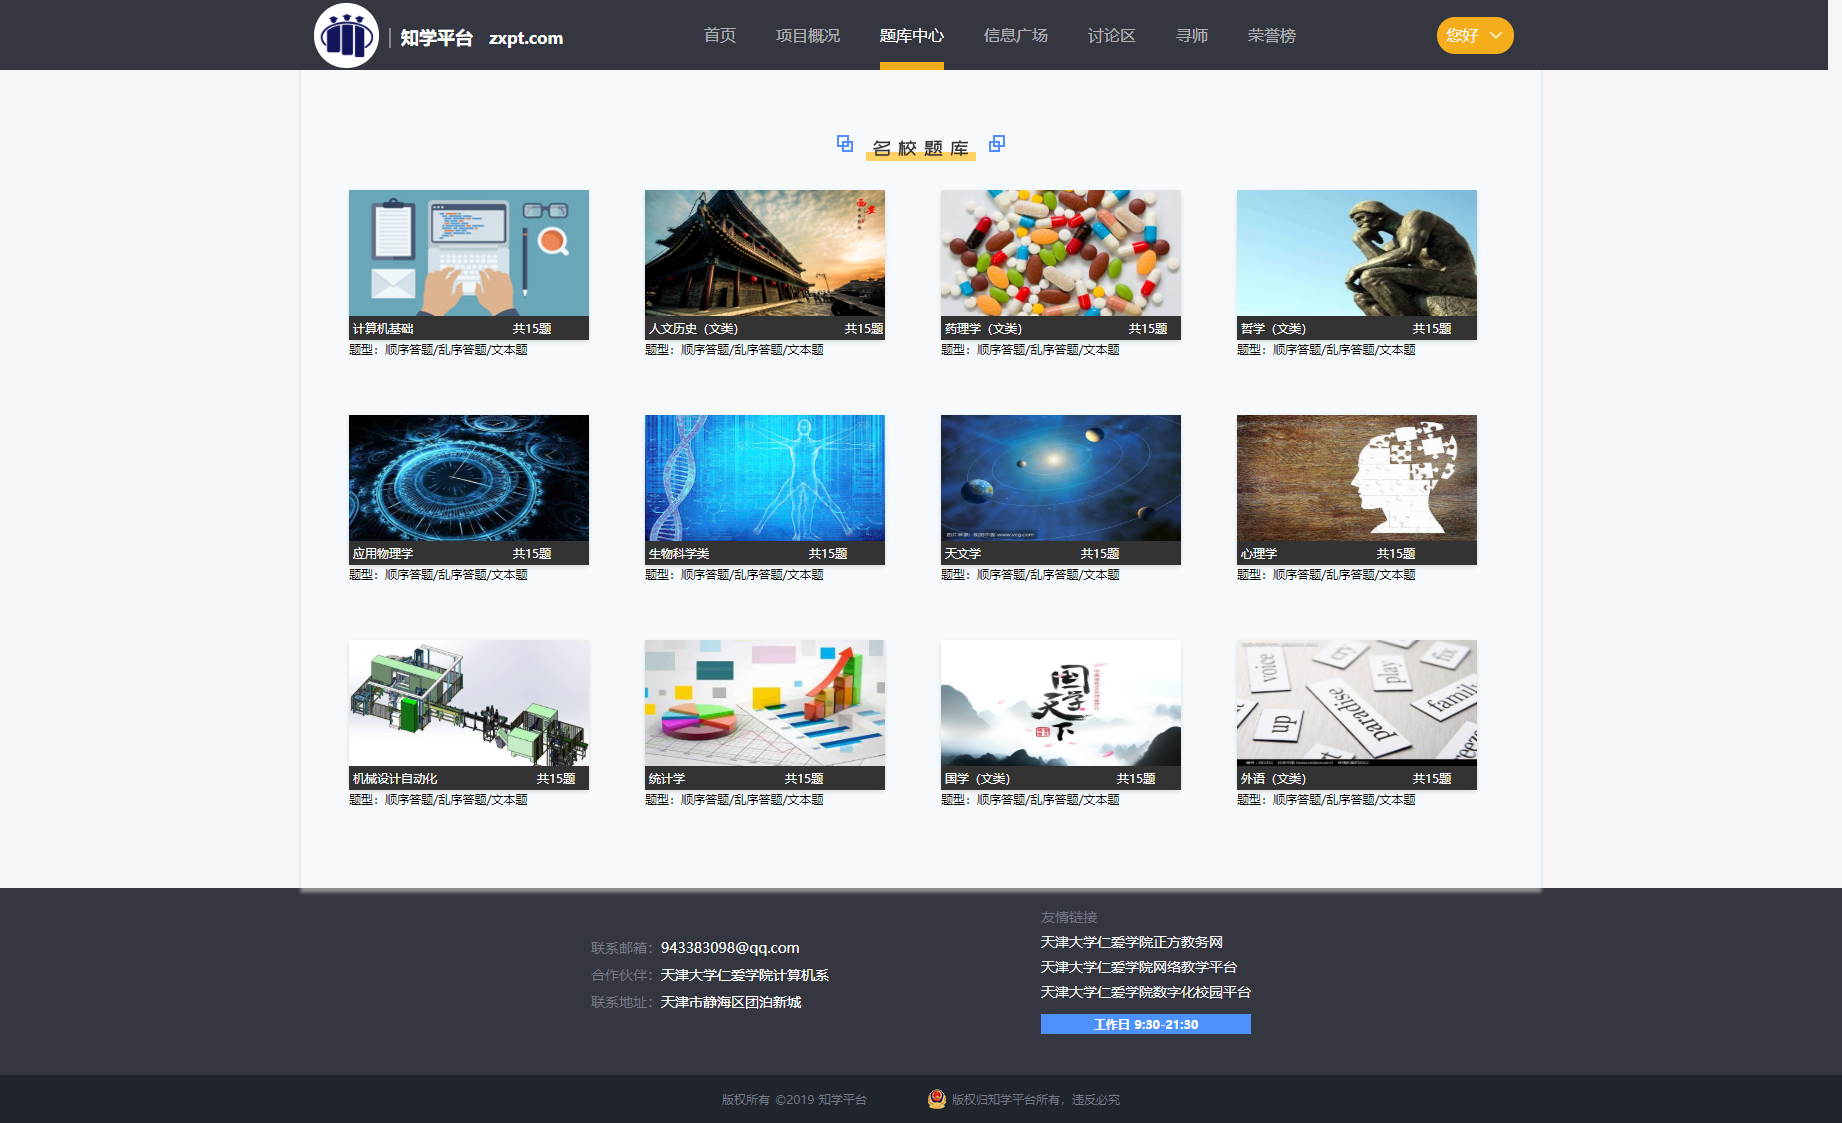 知学平台 zxpt.com
首页 项目概况 题库中心 信息广场 讨论区 寻师 荣誉榜
您好
名校题库
计算机基础 共15题
题型：顺序答题/乱序答题/文本题
人文历史（文类） 共15题
题型：顺序答题/乱序答题/文本题
药理学（文类） 共15题
题型：顺序答题/乱序答题/文本题
哲学（文类） 共15题
题型：顺序答题/乱序答题/文本题
应用物理学 共15题
题型：顺序答题/乱序答题/文本题
生物科学类 共15题
题型：顺序答题/乱序答题/文本题
天文学 共15题
题型：顺序答题/乱序答题/文本题
心理学 共15题
题型：顺序答题/乱序答题/文本题
机械设计自动化 共15题
题型：顺序答题/乱序答题/文本题
统计学 共15题
题型：顺序答题/乱序答题/文本题
国学天下
国学（文类） 共15题
题型：顺序答题/乱序答题/文本题
voice
cry
play
fix
up
paradise
family
外语（文类） 共15题
题型：顺序答题/乱序答题/文本题
联系邮箱：943383098@qq.com
合作伙伴：天津大学仁爱学院计算机系
联系地址：天津市静海区团泊新城
友情链接
天津大学仁爱学院正方教务网
天津大学仁爱学院网络教学平台
天津大学仁爱学院数字化校园平台
工作日 9:30-21:30
版权所有 ©2019 知学平台
版权归知学平台所有，违反必究